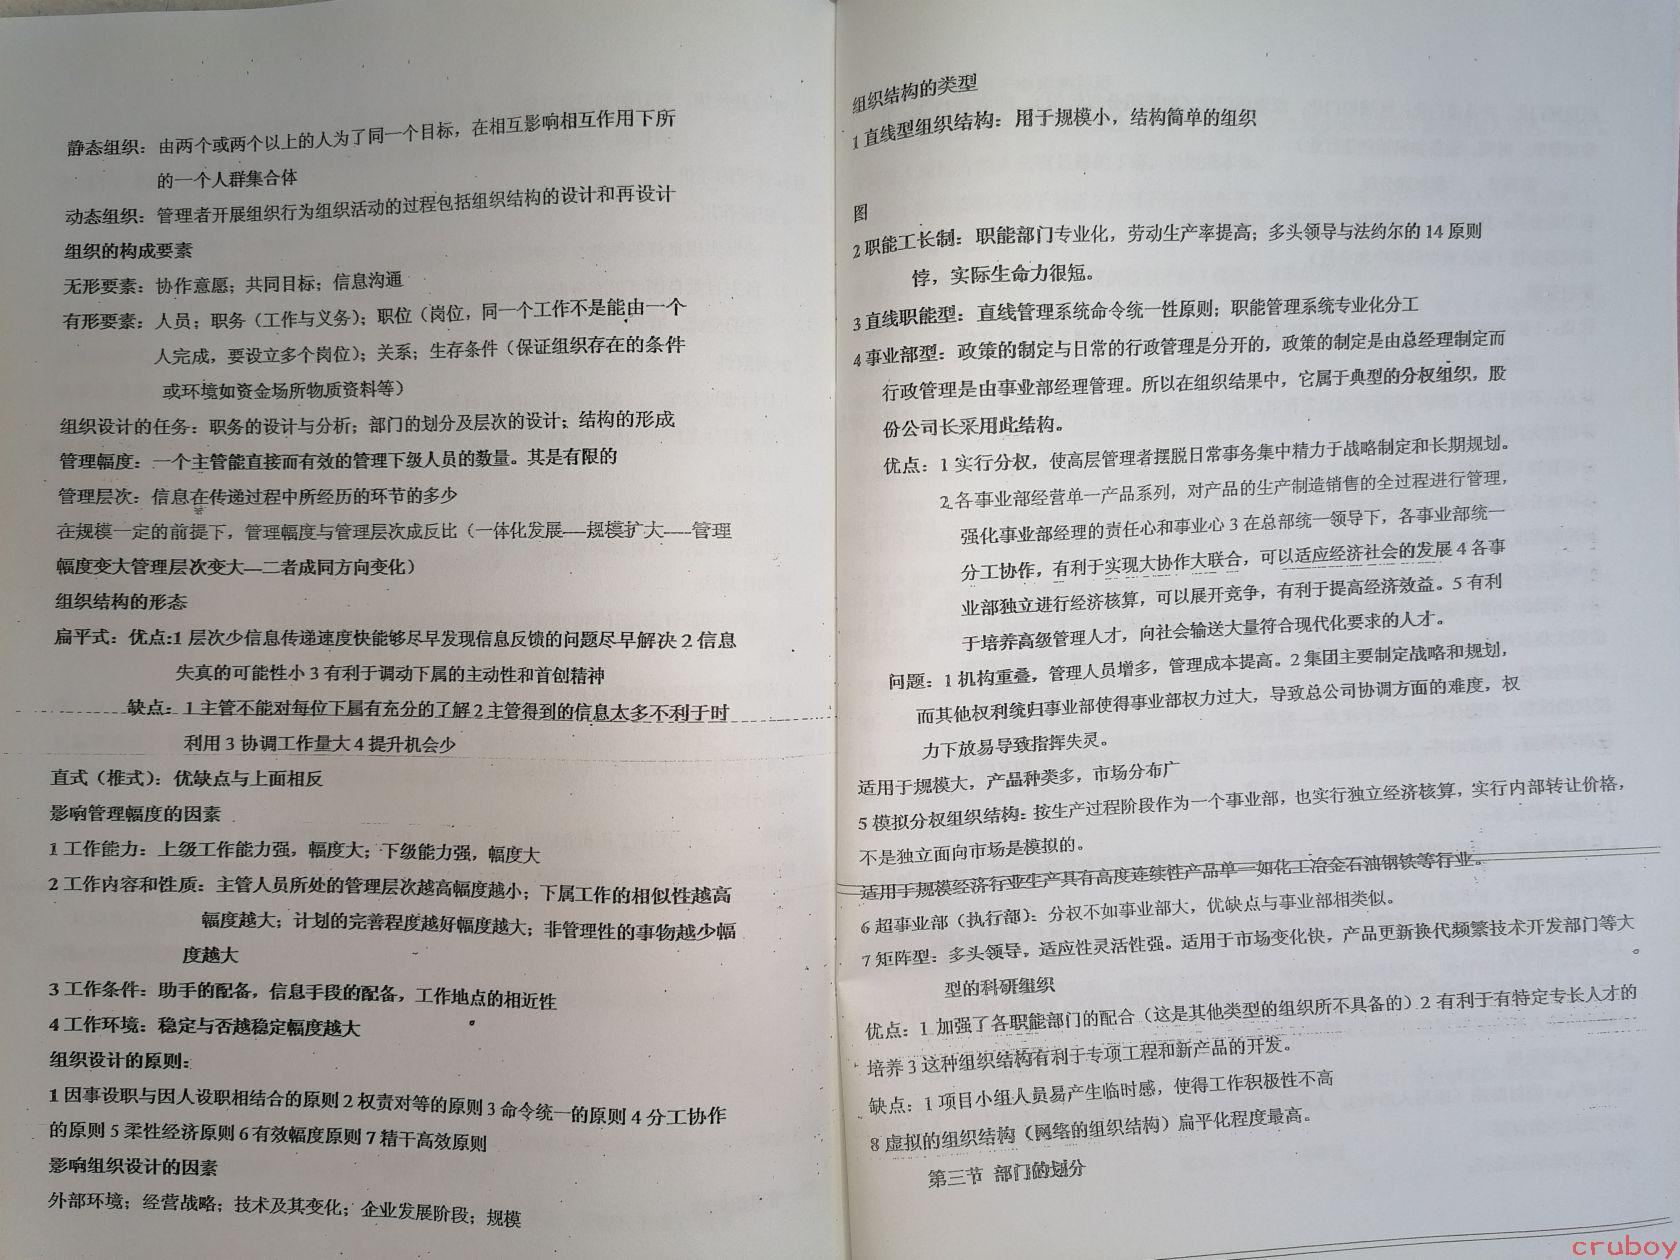 静态组织：由两个或两个以上的人为了同一个目标，在相互影响相互作用下所
的一个人群集合体
动态组织：管理者开展组织行为组织活动的过程包括组织结构的设计和再设计
组织的构成要素
无形要素：协作意愿；共同目标；信息沟通
有形要素：人员；职务（工作与义务）；职位（岗位，同一个工作不是能由一个
人完成，要设立多个岗位）；关系；生存条件（保证组织存在的条件
或环境如资金场所物质资料等）
组织设计的任务：职务的设计与分析；部门的划分及层次的设计；结构的形成
管理幅度：一个主管能直接而有效的管理下级人员的数量。其是有限的
管理层次：信息在传递过程中所经历的环节的多少
在规模一定的前提下，管理幅度与管理层次成反比（一体化发展----规模扩大-----管理
幅度变大管理层次变大---二者成同方向变化）
组织结构的形态
扁平式：优点:1 层次少信息传递速度快能够尽早发现信息反馈的问题尽早解决 2 信息
失真的可能性小 3 有利于调动下属的主动性和首创精神
缺点：1 主管不能对每位下属有充分的了解 2 主管得到的信息太多不利于时
利用 3 协调工作量大 4 提升机会少
直式（椎式）：优缺点与上面相反
影响管理幅度的因素
1 工作能力：上级工作能力强，幅度大；下级能力强，幅度大
2 工作内容和性质：主管人员所处的管理层次越高幅度越小；下属工作的相似性越高
幅度越大；计划的完善程度越好幅度越大；非管理性的事物越少幅
度越大
3 工作条件：助手的配备，信息手段的配备，工作地点的相近性
4 工作环境：稳定与否越稳定幅度越大
组织设计的原则：
1 因事设职与因人设职相结合的原则 2 权责对等的原则 3 命令统一的原则 4 分工协作
的原则 5 柔性经济原则 6 有效幅度原则 7 精干高效原则
影响组织设计的因素
外部环境；经营战略；技术及其变化；企业发展阶段；规模
组织结构的类型
1 直线型组织结构：用于规模小，结构简单的组织
图
2 职能工长制：职能部门专业化，劳动生产率提高；多头领导与法约尔的 14 原则
悖，实际生命力很短。
3 直线职能型：直线管理系统命令统一性原则；职能管理系统专业化分工
4 事业部型：政策的制定与日常的行政管理是分开的，政策的制定是由总经理制定而
行政管理是由事业部经理管理。所以在组织结果中，它属于典型的分权组织，股
份公司长采用此结构。
优点：1 实行分权，使高层管理者摆脱日常事务集中精力于战略制定和长期规划。
2 各事业部经营单一产品系列，对产品的生产制造销售的全过程进行管理，
强化事业部经理的责任心和事业心 3 在总部统一领导下，各事业部统一
分工协作，有利于实现大协作大联合，可以适应经济社会的发展 4 各事
业部独立进行经济核算，可以展开竞争，有利于提高经济效益。5 有利
于培养高级管理人才，向社会输送大量符合现代化要求的人才。
问题：1 机构重叠，管理人员增多，管理成本提高。2 集团主要制定战略和规划，
而其他权利统归事业部使得事业部权力过大，导致总公司协调方面的难度，权
力下放易导致指挥失灵。
适用于规模大，产品种类多，市场分布广
5 模拟分权组织结构：按生产过程阶段作为一个事业部，也实行独立经济核算，实行内部转让价格，
不是独立面向市场是模拟的。
适用于规模经济行业生产具有高度连续性产品单一如化工冶金石油钢铁等行业。
6 超事业部（执行部）：分权不如事业部大，优缺点与事业部相类似。
7 矩阵型：多头领导，适应性灵活性强。适用于市场变化快，产品更新换代频繁技术开发部门等大
型的科研组织
优点：1 加强了各职能部门的配合（这是其他类型的组织所不具备的）2 有利于有特定专长人才的
培养 3 这种组织结构有利于专项工程和新产品的开发。
缺点：1 项目小组人员易产生临时感，使得工作积极性不高
8 虚拟的组织结构（网络的组织结构）扁平化程度最高。
第三节 部门的划分
cruboy